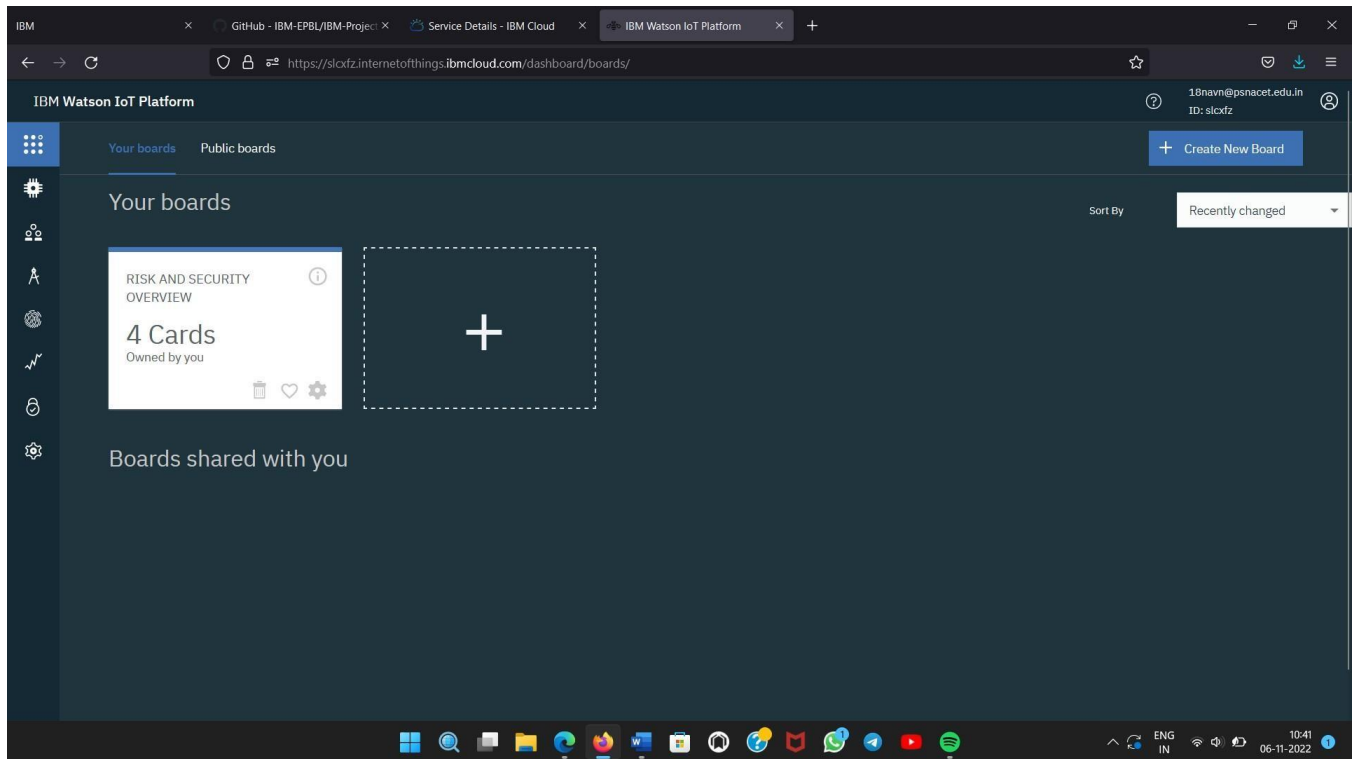 IBM
GitHub - IBM-EPBL/IBM-Project
Service Details - IBM Cloud
IBM Watson IoT Platform
https://slcxfz.internetofthings.ibmcloud.com/dashboard/boards/
IBM Watson IoT Platform
18navn@psnacet.edu.in
ID: slcxfz
Your boards
Public boards
Create New Board
Your boards
Sort By
Recently changed
RISK AND SECURITY
OVERVIEW
4 Cards
Owned by you
Boards shared with you
ENG
IN
10:41
06-11-2022
1